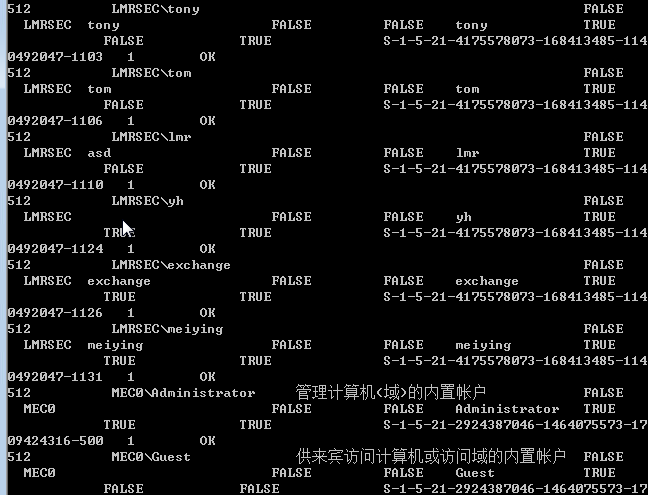 512 LMRSEC\tony FALSE
LMRSEC tony FALSE FALSE tony TRUE
FALSE TRUE S-1-5-21-4175578073-168413485-114
0492047-1103 1 OK
512 LMRSEC\tom FALSE
LMRSEC tom FALSE FALSE tom TRUE
FALSE TRUE S-1-5-21-4175578073-168413485-114
0492047-1106 1 OK
512 LMRSEC\lmr FALSE
LMRSEC asd FALSE FALSE lmr TRUE
FALSE TRUE S-1-5-21-4175578073-168413485-114
0492047-1110 1 OK
512 LMRSEC\yh FALSE
LMRSEC FALSE FALSE yh TRUE
TRUE TRUE S-1-5-21-4175578073-168413485-114
0492047-1124 1 OK
512 LMRSEC\exchange FALSE
LMRSEC exchange FALSE FALSE exchange TRUE
TRUE TRUE S-1-5-21-4175578073-168413485-114
0492047-1126 1 OK
512 LMRSEC\meiying FALSE
LMRSEC meiying FALSE FALSE meiying TRUE
TRUE TRUE S-1-5-21-4175578073-168413485-114
0492047-1131 1 OK
512 MEC0\Administrator 管理计算机(域)的内置帐户 FALSE
MEC0 FALSE FALSE Administrator TRUE
TRUE TRUE S-1-5-21-2924387046-1464075573-17
09424316-500 1 OK
512 MEC0\Guest 供来宾访问计算机或访问域的内置帐户 FALSE
MEC0 FALSE FALSE Guest TRUE
FALSE FALSE S-1-5-21-2924387046-1464075573-17